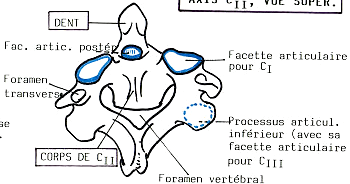 AXIS CII, VUE SUPER.
DENT
Fac. artic. postér
Facette articulaire
pour CI
Foramen
transvers
se
Processus articul.
inférieur (avec sa
facette articulaire
pour CIII
CORPS DE CII
Foramen vertébral